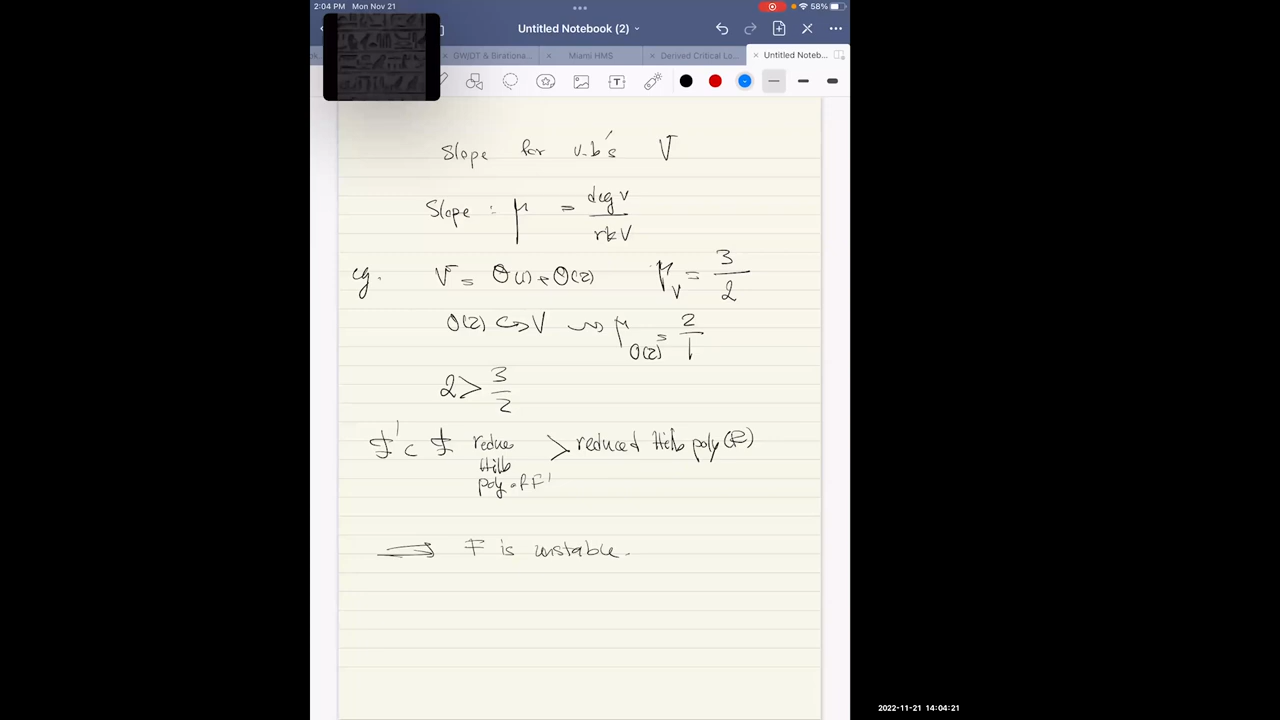 2:04 PM Mon Nov 21
58%
Untitled Notebook (2)
GW/DT & Birationa...
Miami HMS
Derived Critical Lo...
Untitled Noteb...
T
Slope for v.b's V
Slope : μ = deg V / rk V
eg. V = O(1) + O(2) μ_V = 3/2
O(2) ↪ V ⇝ μ_O(2) = 2/1
2 > 3/2
F' ⊂ F reduce Hilb poly of F' > reduced Hilb poly (F)
⟹ F is unstable.
2022-11-21 14:04:21